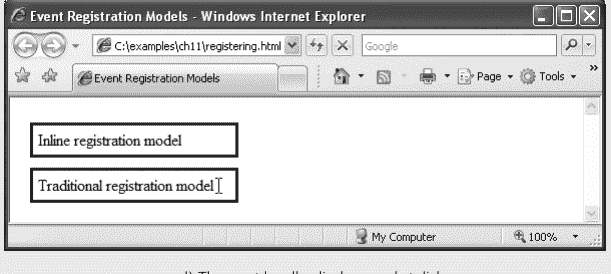 Event Registration Models - Windows Internet Explorer
C:\examples\ch11\registering.html
Google
Event Registration Models
Page
Tools
Inline registration model
Traditional registration model
My Computer
100%